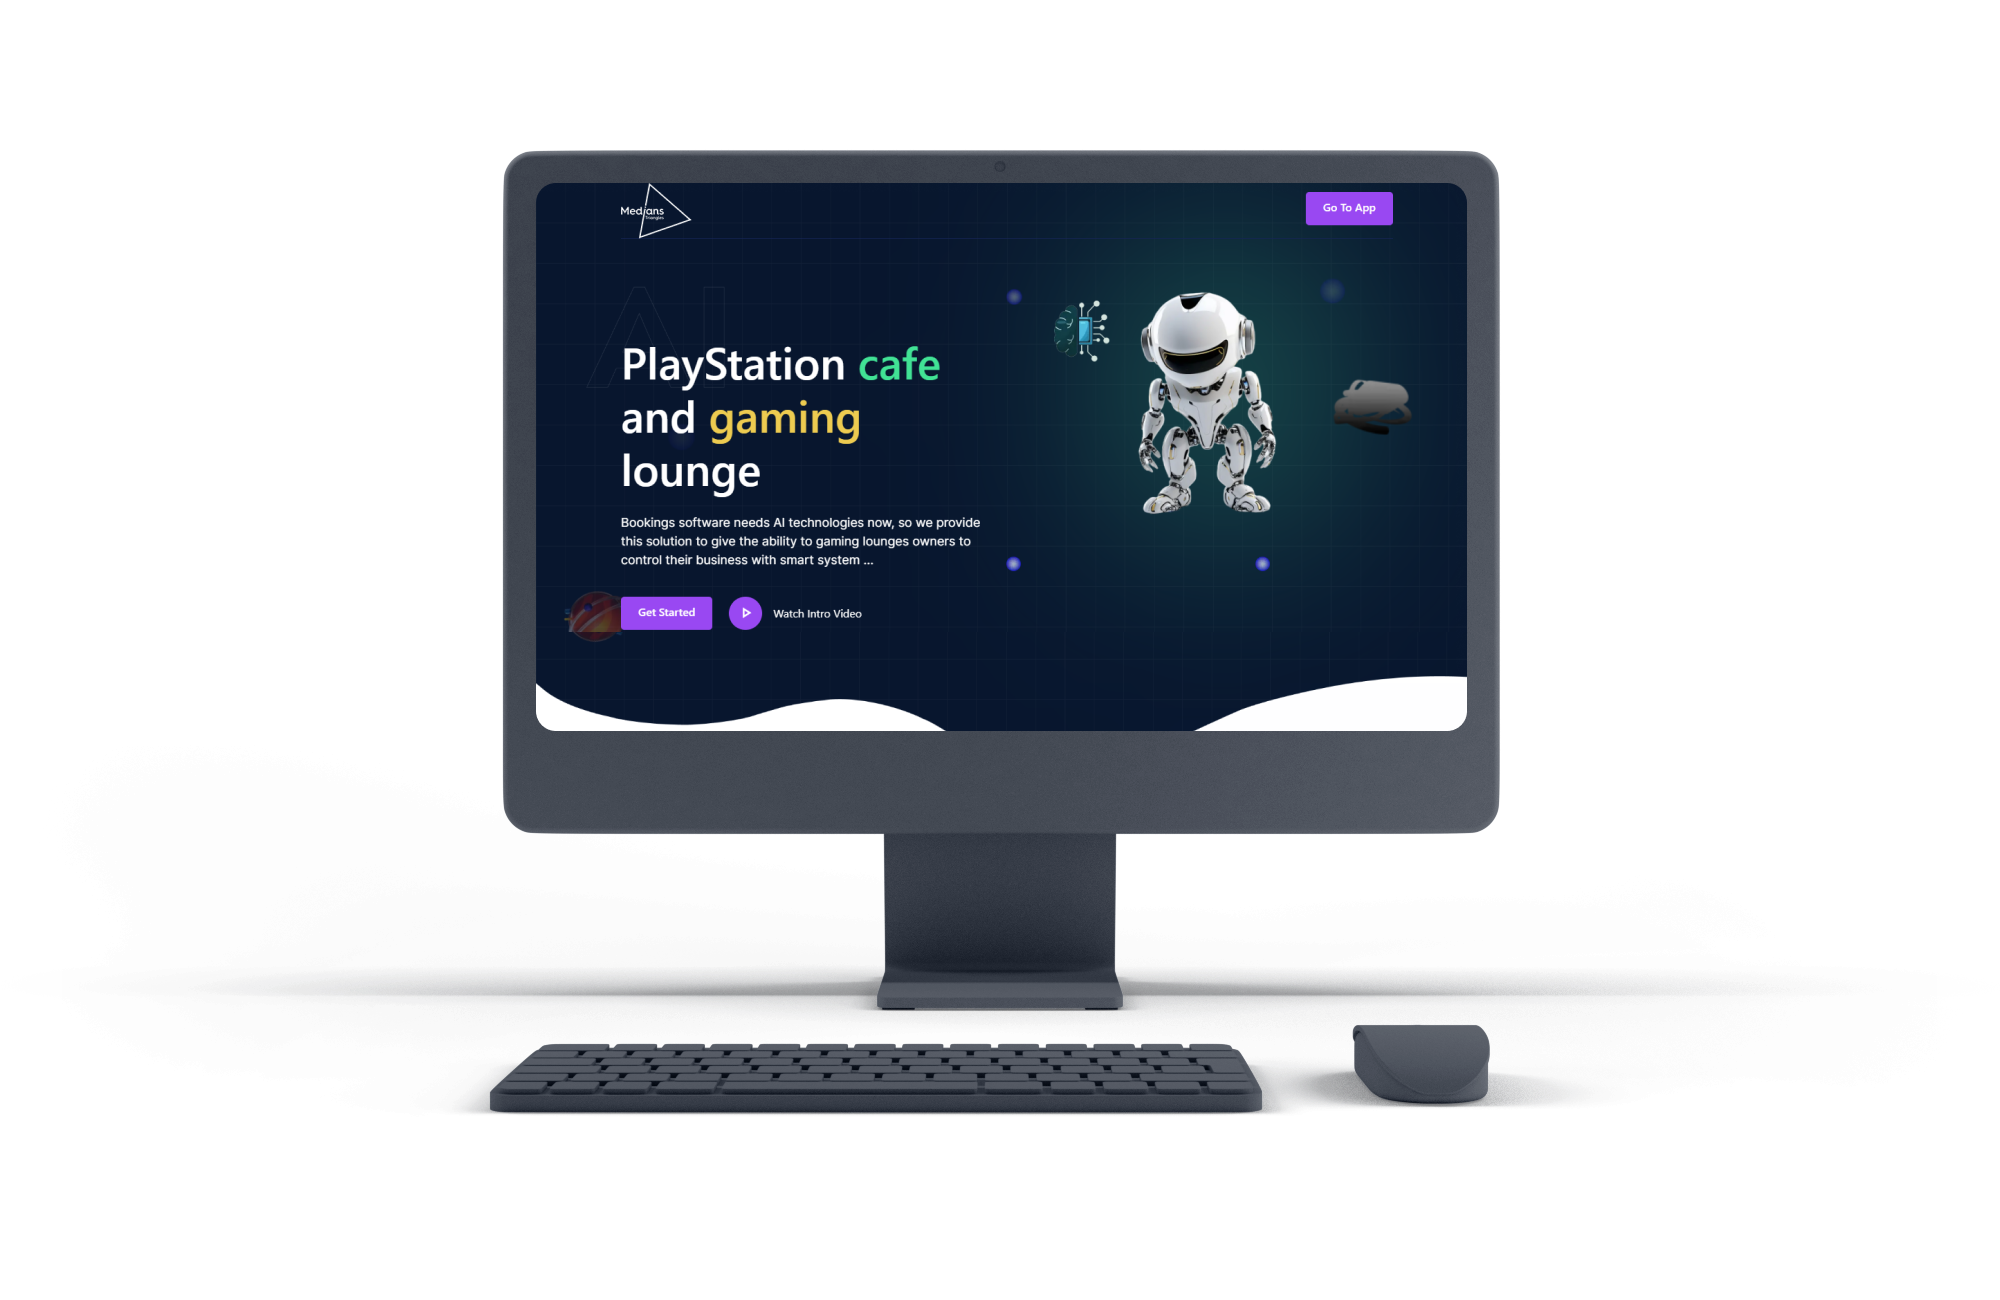 Medians
Triangles
Go To App
AI
PlayStation cafe
and gaming
lounge
Bookings software needs AI technologies now, so we provide
this solution to give the ability to gaming lounges owners to
control their business with smart system ...
Get Started
Watch Intro Video